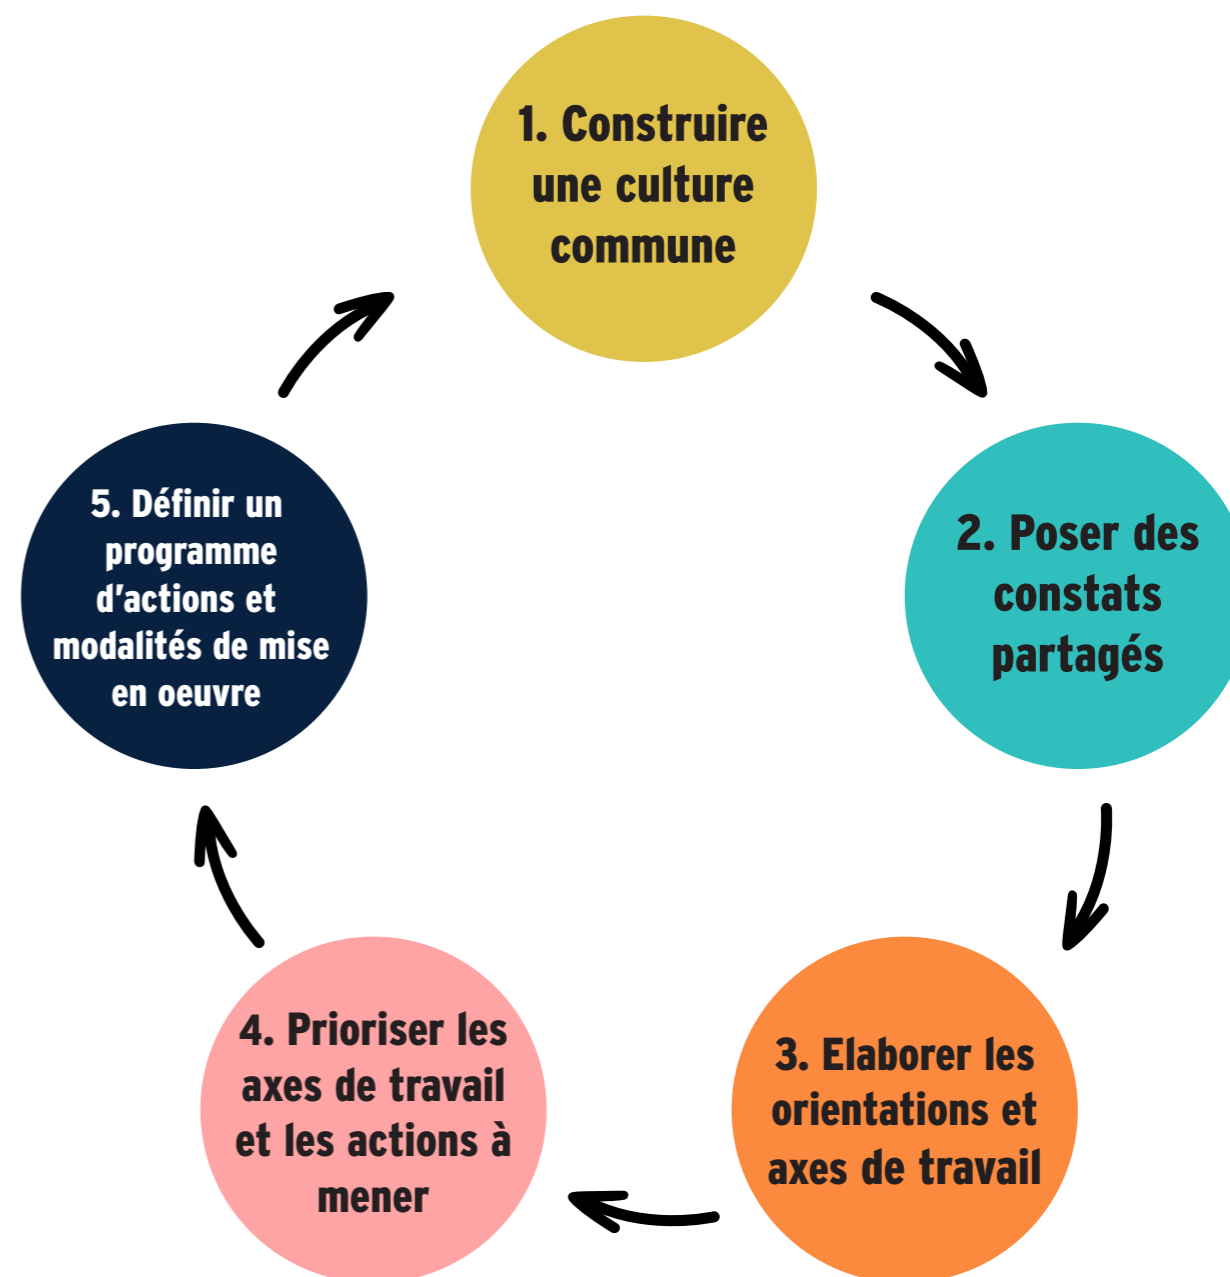 1. Construire
une culture
commune
2. Poser des
constats
partagés
3. Elaborer les
orientations et
axes de travail
4. Prioriser les
axes de travail
et les actions à
mener
5. Définir un
programme
d'actions et
modalités de mise
en oeuvre